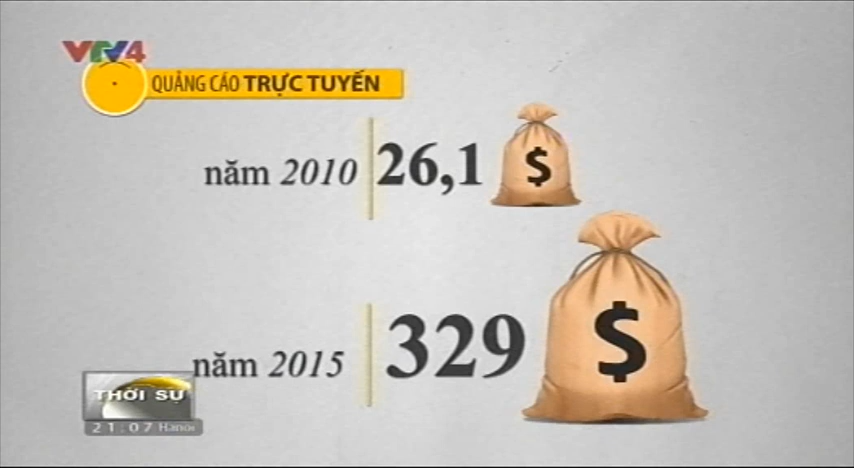 VTV4
QUẢNG CÁO TRỰC TUYẾN
năm 2010 26,1 $
năm 2015 329 $
THỜI SỰ
21:07 Hanoi